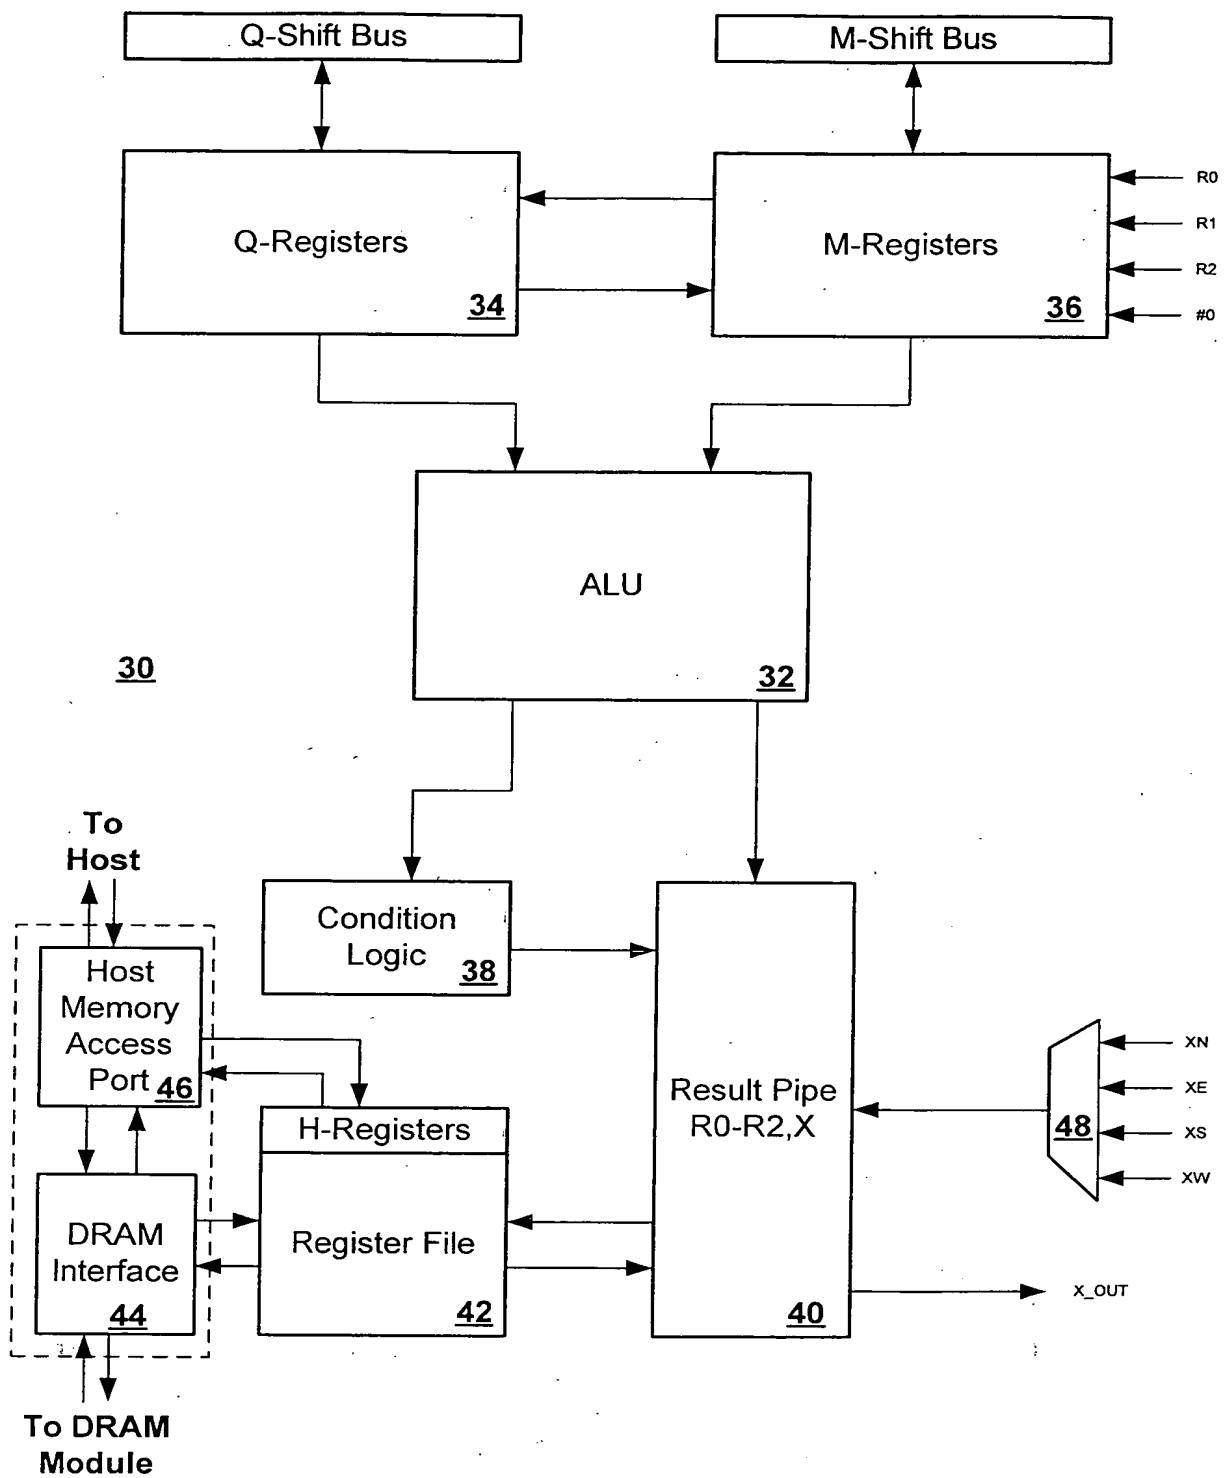 Q-Shift Bus
M-Shift Bus
Q-Registers
34
M-Registers
36
R0
R1
R2
#0
ALU
32
30
To
Host
Condition
Logic
38
Host
Memory
Access
Port
46
H-Registers
Register File
42
DRAM
Interface
44
Result Pipe
R0-R2,X
40
48
XN
XE
XS
XW
X_OUT
To DRAM
Module